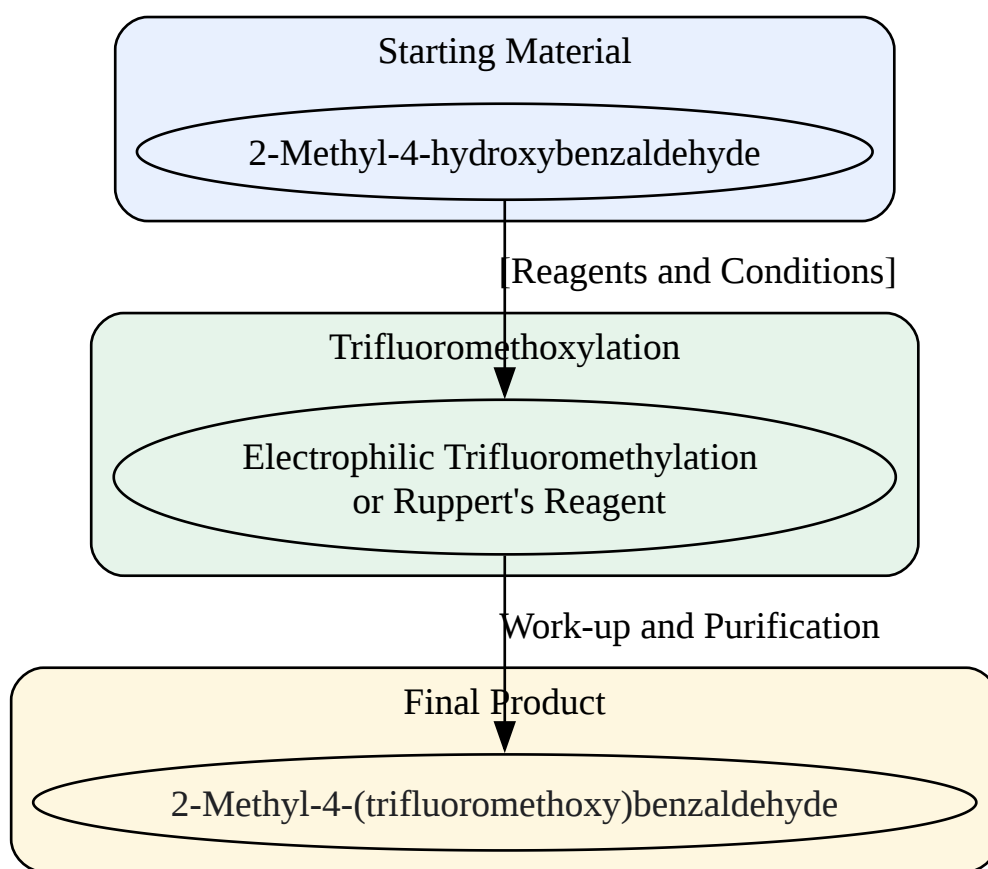 Starting Material
2-Methyl-4-hydroxybenzaldehyde
[Reagents and Conditions]
Trifluoromethoxylation
Electrophilic Trifluoromethylation
or Ruppert's Reagent
Work-up and Purification
Final Product
2-Methyl-4-(trifluoromethoxy)benzaldehyde